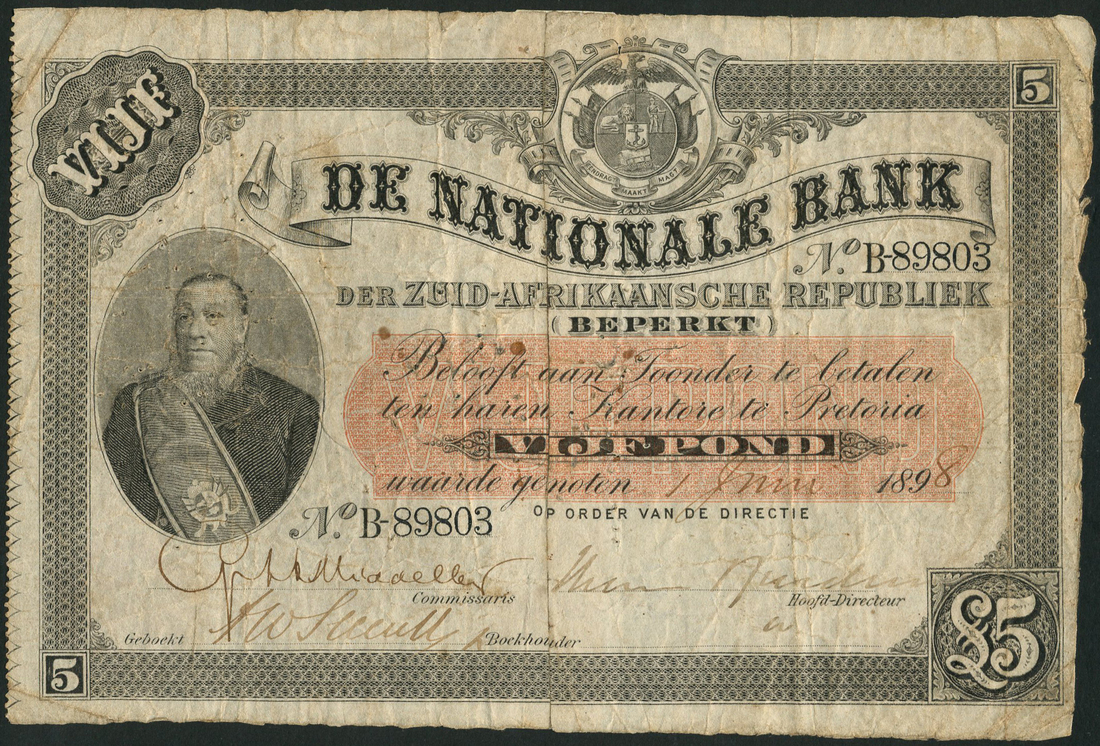 VIJF
5
EENDRAGT MAAKT MAGT
DE NATIONALE BANK
No. B-89803
DER ZUID-AFRIKAANSCHE REPUBLIEK
(BEPERKT)
Belooft aan Toonder te betalen
ten haren Kantore te Pretoria
VIJF POND
waarde genoten 1 Juni 1898
OP ORDER VAN DE DIRECTIE
No. B-89803
Commissaris
Hoofd-Directeur
Geboekt
Boekhouder
5
£5